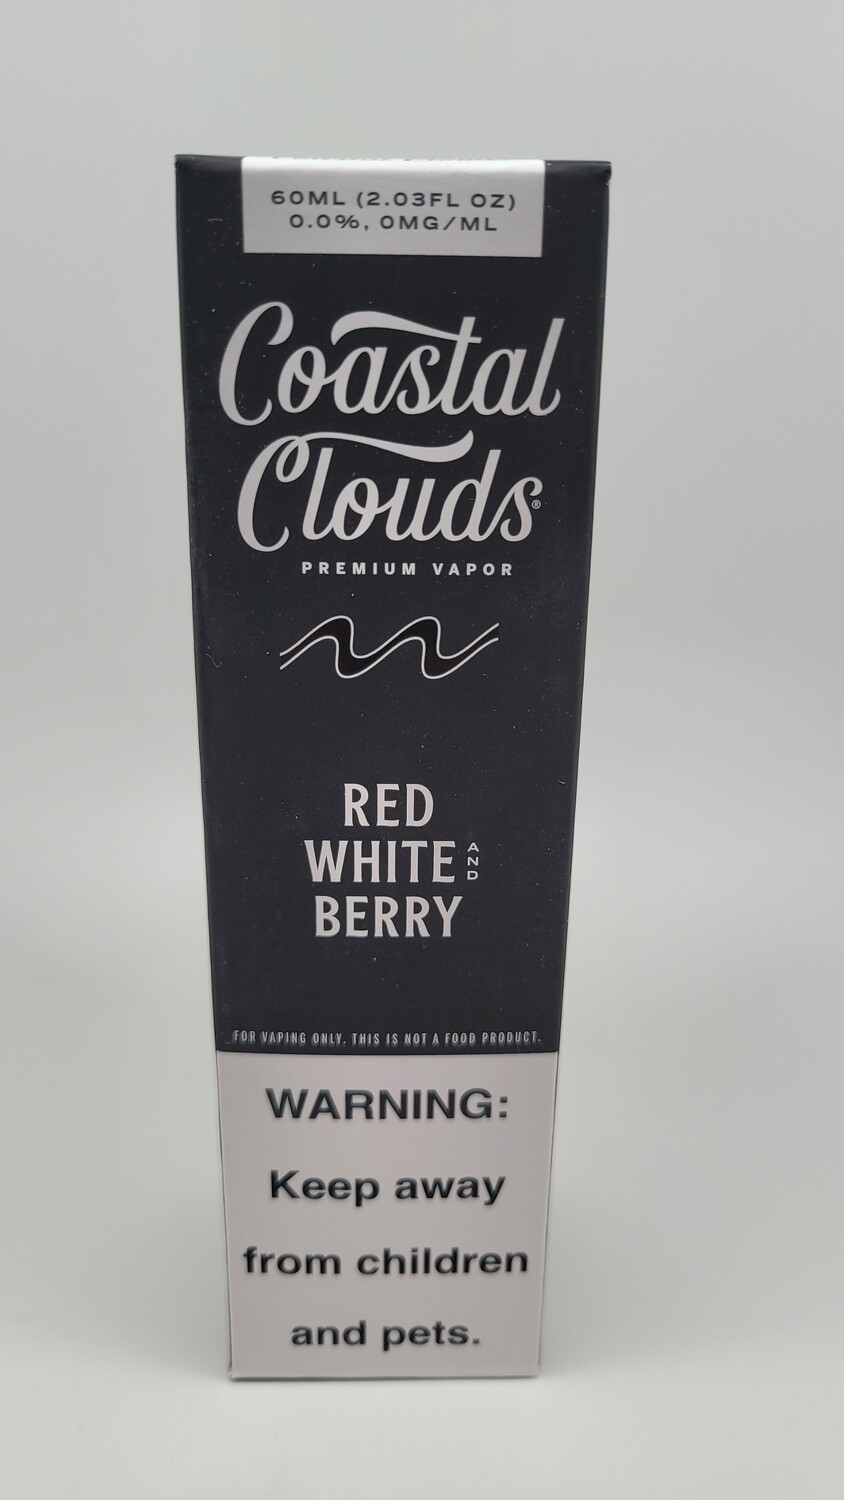 60ML (2.03FL OZ)
0.0%, 0MG/ML
Coastal
Clouds®
PREMIUM VAPOR
RED
WHITE AND
BERRY
FOR VAPING ONLY. THIS IS NOT A FOOD PRODUCT.
WARNING:
Keep away
from children
and pets.